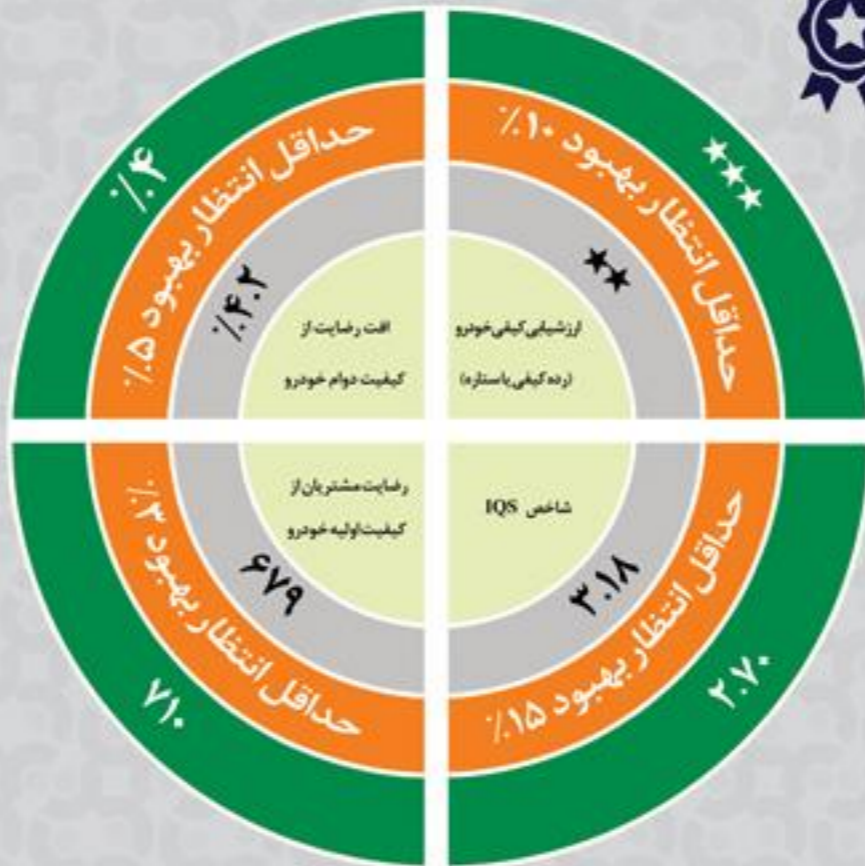 ★★★
حداقل انتظار بهبود ۱۰٪
★★
ارزشیابی کیفی خودرو
(رده کیفی یا ستاره)
۴٪
حداقل انتظار بهبود ۵٪
۴.۲٪
افت رضایت از
کیفیت دوام خودرو
شاخص IQS
۳.۱۸
حداقل انتظار بهبود ۱۵٪
۲.۷۰
رضایت مشتریان از
کیفیت اولیه خودرو
۶۷۹
حداقل انتظار بهبود ۳٪
۷۱۰